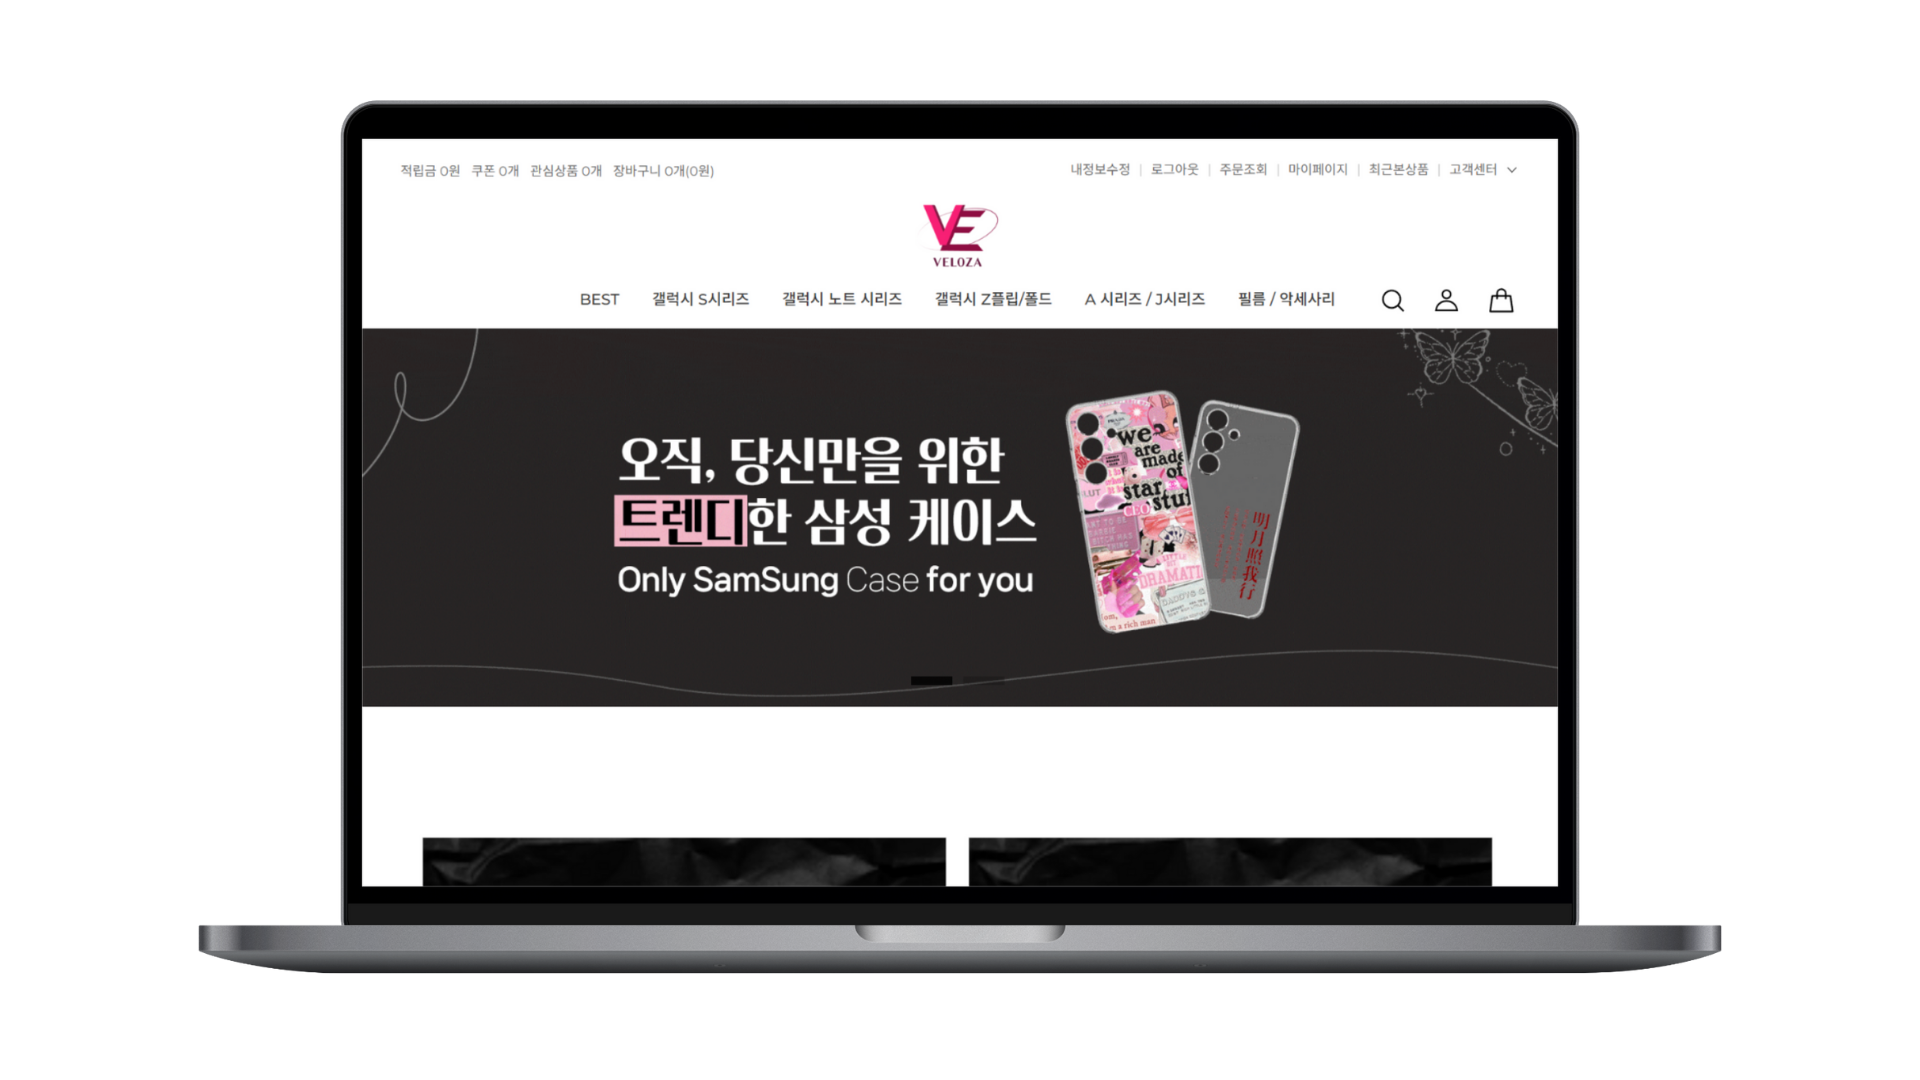 적립금 0원 쿠폰 0개 관심상품 0개 장바구니 0개(0원)
내정보수정 | 로그아웃 | 주문조회 | 마이페이지 | 최근본상품 | 고객센터
VE
VELOZA
BEST 갤럭시 S시리즈 갤럭시 노트 시리즈 갤럭시 Z플립/폴드 A 시리즈 / J시리즈 필름 / 악세사리
오직, 당신만을 위한
트렌디한 삼성 케이스
Only SamSung Case for you
we
are
made
of
star
stuf
CEO
DRAMATI
a rich man
明月照我行